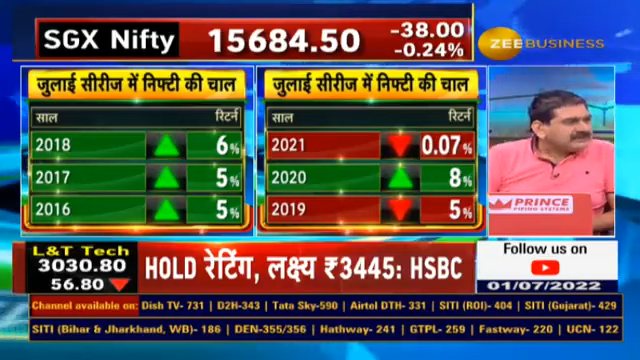 SGX Nifty 15684.50 -38.00
-0.24%
ZEE BUSINESS
जुलाई सीरीज में निफ्टी की चाल
साल रिटर्न
2018 6%
2017 5%
2016 5%
जुलाई सीरीज में निफ्टी की चाल
साल रिटर्न
2021 0.07%
2020 8%
2019 5%
PRINCE
PIPING SYSTEMS
L&T Tech
3030.80
56.80
HOLD रेटिंग, लक्ष्य ₹3445: HSBC
Follow us on
01/07/2022
Channel available on: Dish TV- 731 | D2H-343 | Tata Sky-590 | Airtel DTH- 331 | SITI (ROI)- 404 | SITI (Gujarat)- 429
SITI (Bihar & Jharkhand, WB)- 186 | DEN-355/356 | Hathway- 241 | GTPL- 259 | Fastway- 220 | UCN- 122